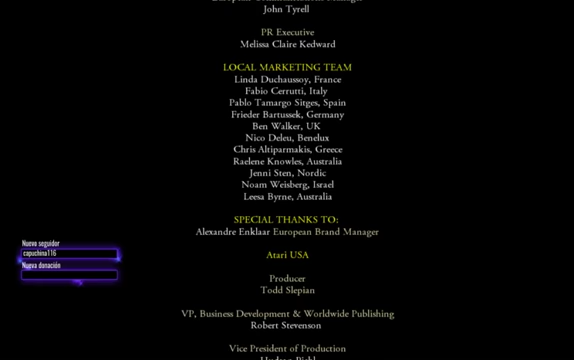 John Tyrell
PR Executive
Melissa Claire Kedward
LOCAL MARKETING TEAM
Linda Duchaussoy, France
Fabio Cerrutti, Italy
Pablo Tamargo Sitges, Spain
Frieder Bartussek, Germany
Ben Walker, UK
Nico Deleu, Benelux
Chris Altiparmakis, Greece
Raelene Knowles, Australia
Jenni Sten, Nordic
Noam Weisberg, Israel
Leesa Byrne, Australia
SPECIAL THANKS TO:
Alexandre Enklaar European Brand Manager
Nuevo seguidor
capuchina116
Nueva donación
Atari USA
Producer
Todd Slepian
VP, Business Development & Worldwide Publishing
Robert Stevenson
Vice President of Production